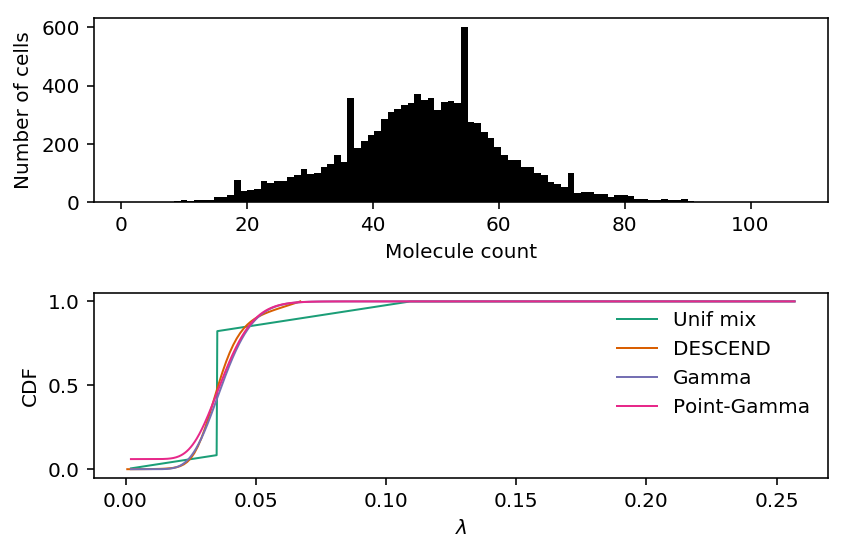 Number of cells
600
400
200
0
0 20 40 60 80 100
Molecule count
CDF
1.0
0.5
0.0
Unif mix
DESCEND
Gamma
Point-Gamma
0.00 0.05 0.10 0.15 0.20 0.25
λ